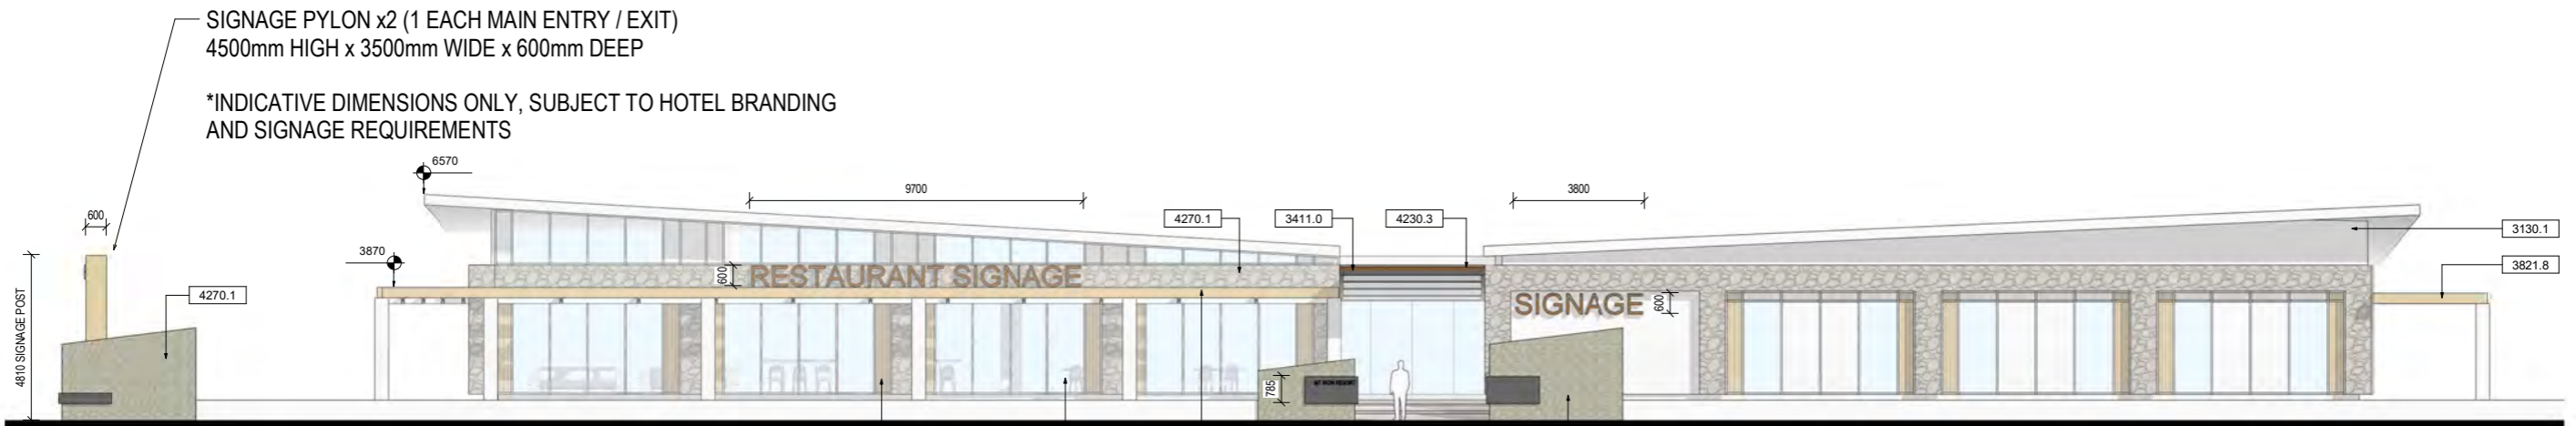 SIGNAGE PYLON x2 (1 EACH MAIN ENTRY / EXIT)
4500mm HIGH x 3500mm WIDE x 600mm DEEP
*INDICATIVE DIMENSIONS ONLY, SUBJECT TO HOTEL BRANDING
AND SIGNAGE REQUIREMENTS
6570
9700
3800
600
4270.1
3411.0
4230.3
3130.1
3870
600
RESTAURANT SIGNAGE
3821.8
4270.1
SIGNAGE
600
4810 SIGNAGE POST
785